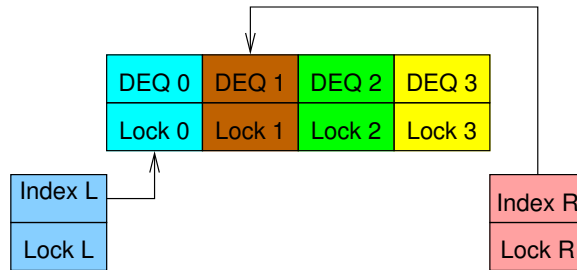 DEQ 0 DEQ 1 DEQ 2 DEQ 3
Lock 0 Lock 1 Lock 2 Lock 3
Index L
Lock L
Index R
Lock R